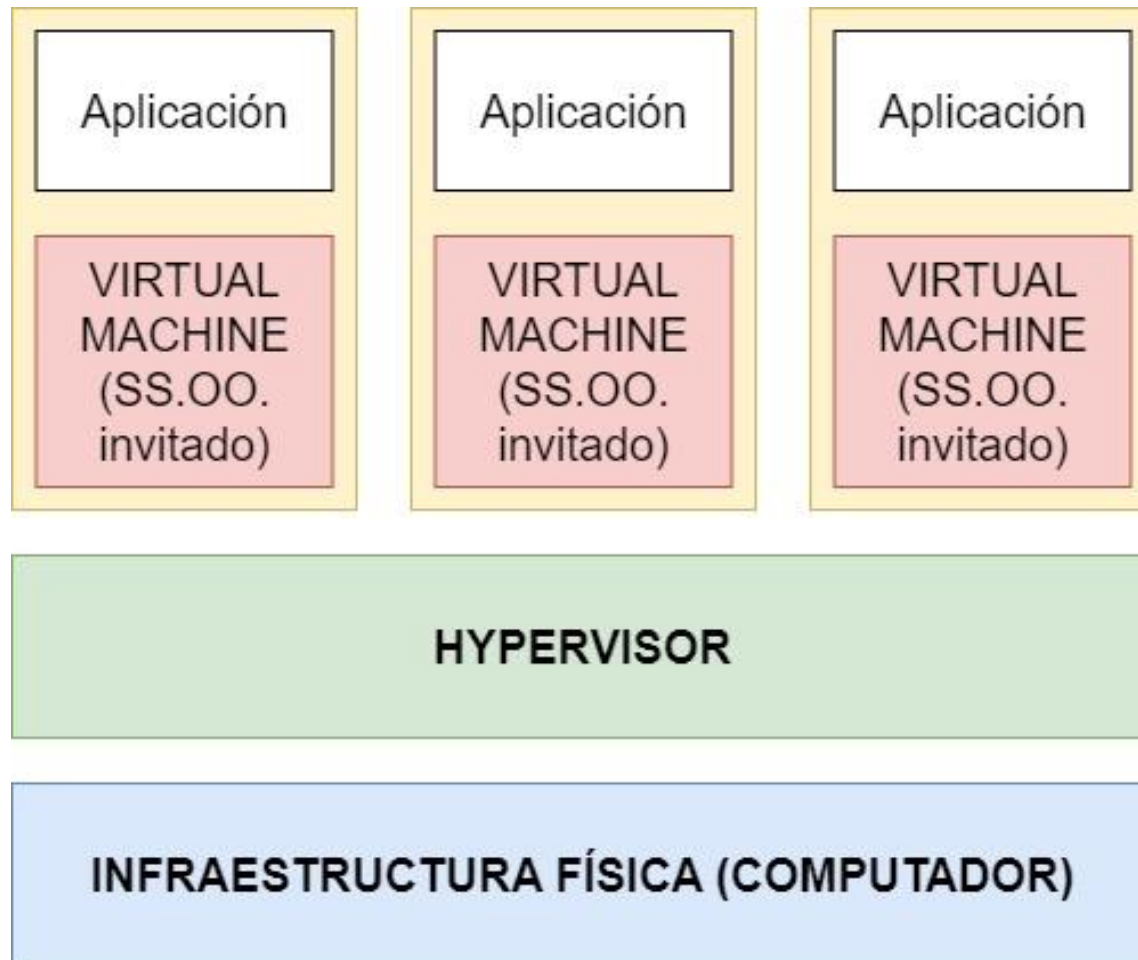 Aplicación
Aplicación
Aplicación
VIRTUAL
MACHINE
(SS.OO.
invitado)
VIRTUAL
MACHINE
(SS.OO.
invitado)
VIRTUAL
MACHINE
(SS.OO.
invitado)
HYPERVISOR
INFRAESTRUCTURA FÍSICA (COMPUTADOR)